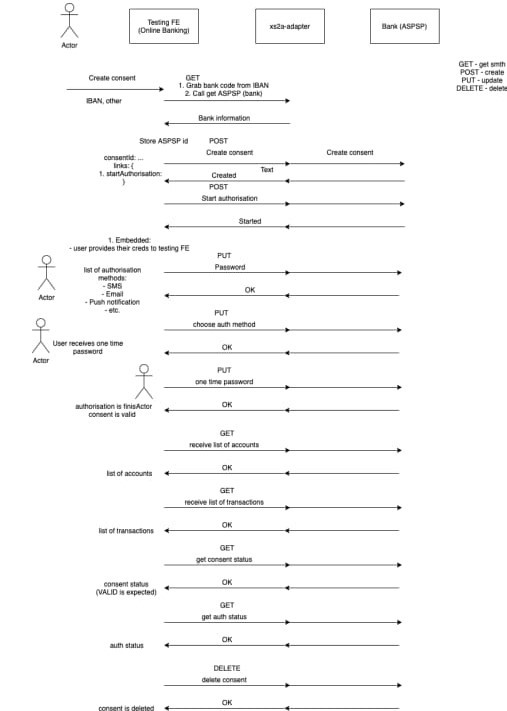 Testing FE
(Online Banking)
xs2a-adapter
Bank (ASPSP)
Actor
GET - get smth
POST - create
PUT - update
DELETE - delete
Create consent
GET
1. Grab bank code from IBAN
2. Call get ASPSP (bank)
IBAN, other
Bank information
Store ASPSP id
POST
Create consent
Create consent
consentId: ...
links: {
1. startAuthorisation:
}
Text
Created
POST
Start authorisation
Started
1. Embedded:
- user provides their creds to testing FE
PUT
Password
list of authorisation
methods:
- SMS
- Email
- Push notification
- etc.
Actor
OK
PUT
choose auth method
User receives one time
password
Actor
OK
PUT
one time password
authorisation is finisActor
consent is valid
OK
GET
receive list of accounts
OK
list of accounts
GET
receive list of transactions
OK
list of transactions
GET
get consent status
OK
consent status
(VALID is expected)
GET
get auth status
OK
auth status
DELETE
delete consent
OK
consent is deleted